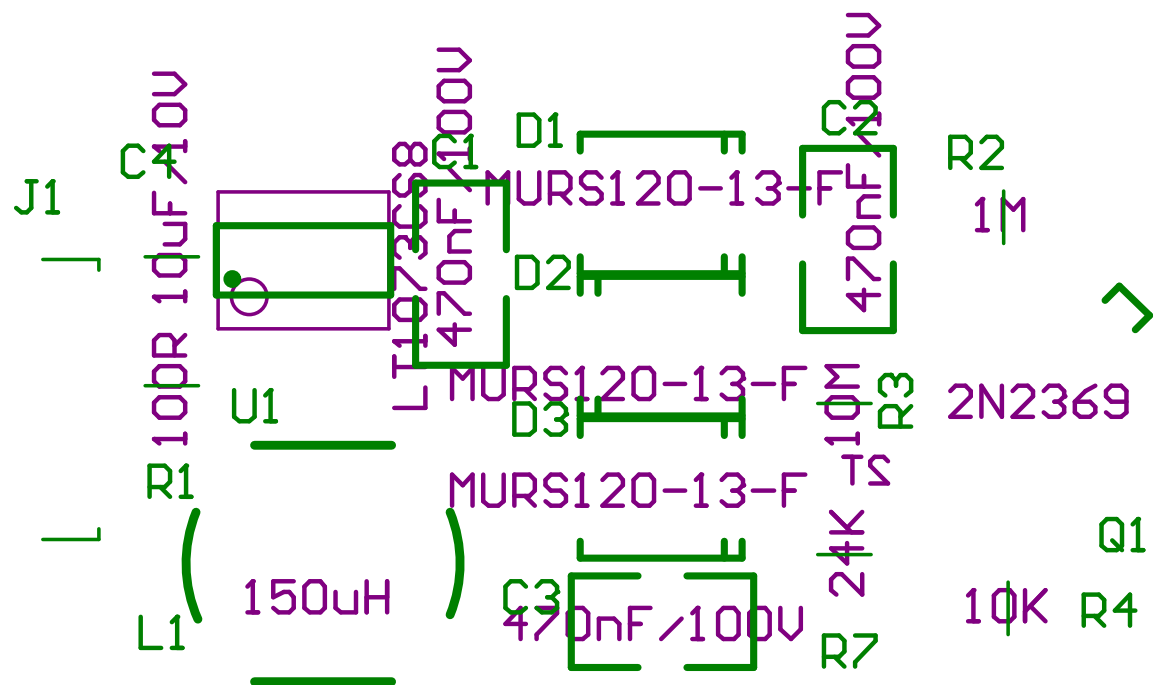 C2
470nF/100V
C1
470nF/100V
D1
MURS120-13-F
C4
10uF/10V
R2
1M
J1
LT1073CS8
D2
MURS120-13-F
100R
U1
D3
10M
R3
2N2369
R1
MURS120-13-F
24K
Q1
150uH
C3
470nF/100V
10K
R4
L1
R7